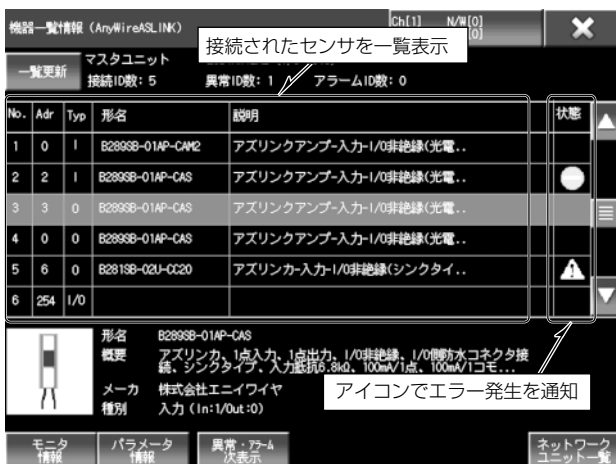 機器一覧情報 (AnyWireASLINK)
Ch[1] N/W[0]
[0]
接続されたセンサを一覧表示
一覧更新
マスタユニット
接続ID数: 5 異常ID数: 1 アラームID数: 0
No. Adr Typ 形名 説明 状態
1 0 I B289SB-01AP-CAM2 アズリンクアンプ-入力-I/O非絶縁(光電..
2 2 I B289SB-01AP-CAS アズリンクアンプ-入力-I/O非絶縁(光電..
3 3 O B289SB-01AP-CAS アズリンクアンプ-入力-I/O非絶縁(光電..
4 0 O B289SB-01AP-CAS アズリンクアンプ-入力-I/O非絶縁(光電..
5 6 O B281SB-02U-CC20 アズリンカ-入力-I/O非絶縁(シンクタイ..
6 254 I/O
形名 B289SB-01AP-CAS
概要 アズリンカ、1点入力、1点出力、I/O非絶縁、I/O側防水コネクタ接
続、シンクタイプ、入力抵抗6.8kΩ、100mA/1点、100mA/1コモ...
メーカ 株式会社エニイワイヤ
種別 入力 (In:1/Out:0)
アイコンでエラー発生を通知
モニタ
情報
パラメータ
情報
異常・アラーム
次表示
ネットワーク
ユニット一覧